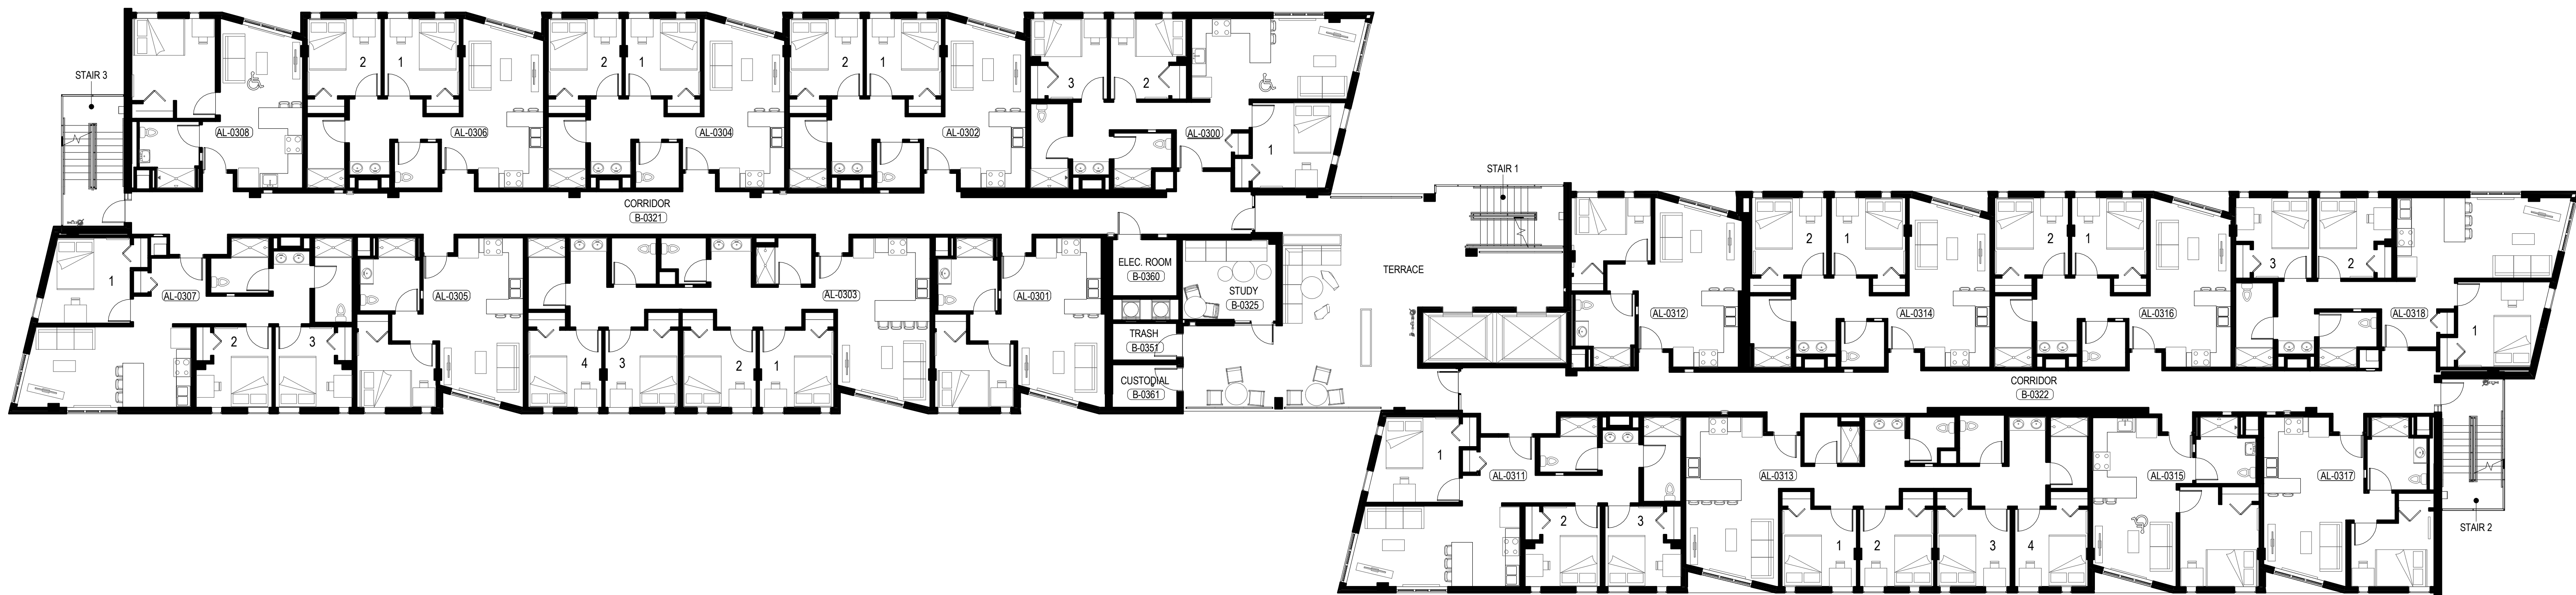 STAIR 3
2
1
2
1
2
1
3
2
1
AL-0308
AL-0306
AL-0304
AL-0302
AL-0300
CORRIDOR
B-0321
1
AL-0307
2
3
AL-0305
4
3
2
1
AL-0303
AL-0301
ELEC. ROOM
B-0360
STUDY
B-0325
TRASH
B-0351
CUSTODIAL
B-0361
STAIR 1
TERRACE
AL-0312
2
1
AL-0314
2
1
AL-0316
3
2
AL-0318
1
CORRIDOR
B-0322
1
AL-0311
2
3
AL-0313
1
2
3
4
AL-0315
AL-0317
STAIR 2